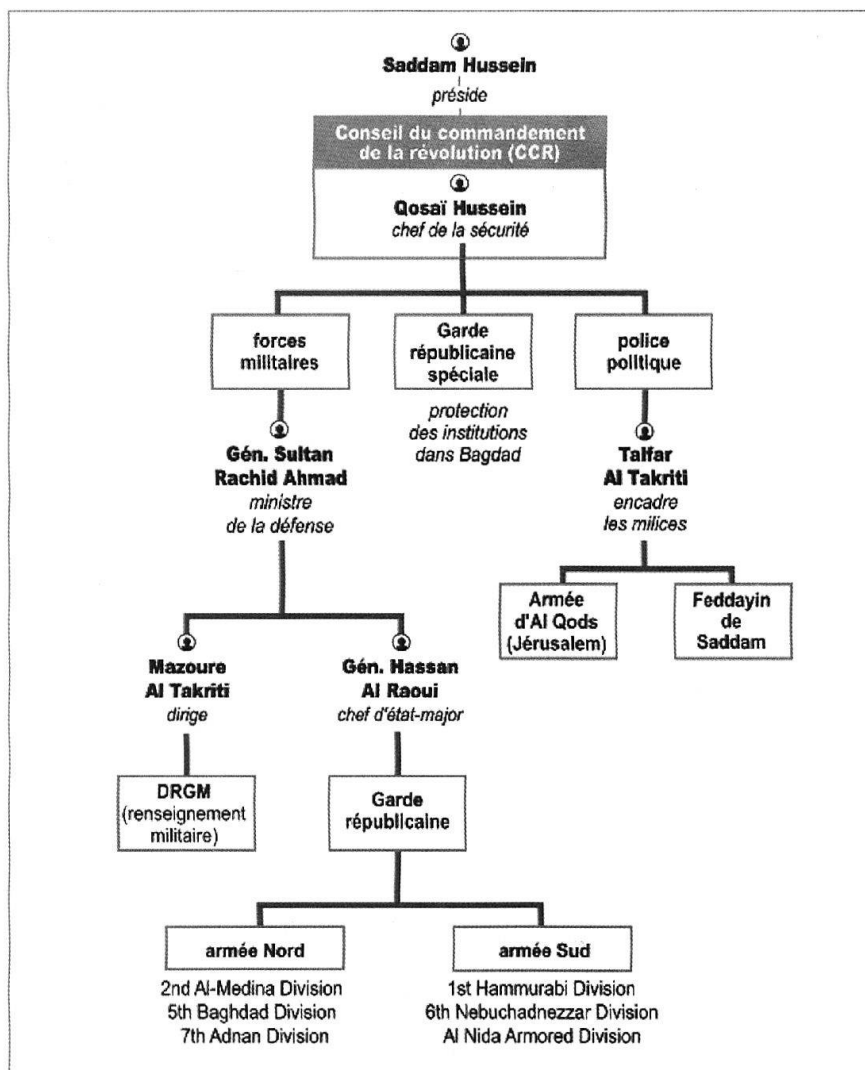 Saddam Hussein
préside
Conseil du commandement
de la révolution (CCR)
Qosaï Hussein
chef de la sécurité
forces
militaires
Garde
républicaine
spéciale
police
politique
protection
des institutions
dans Bagdad
Gén. Sultan
Rachid Ahmad
ministre
de la défense
Talfar
Al Takriti
encadre
les milices
Armée
d'Al Qods
(Jérusalem)
Feddayin
de
Saddam
Mazoure
Al Takriti
dirige
Gén. Hassan
Al Raoui
chef d'état-major
DRGM
(renseignement
militaire)
Garde
républicaine
armée Nord
2nd Al-Medina Division
5th Baghdad Division
7th Adnan Division
armée Sud
1st Hammurabi Division
6th Nebuchadnezzar Division
Al Nida Armored Division